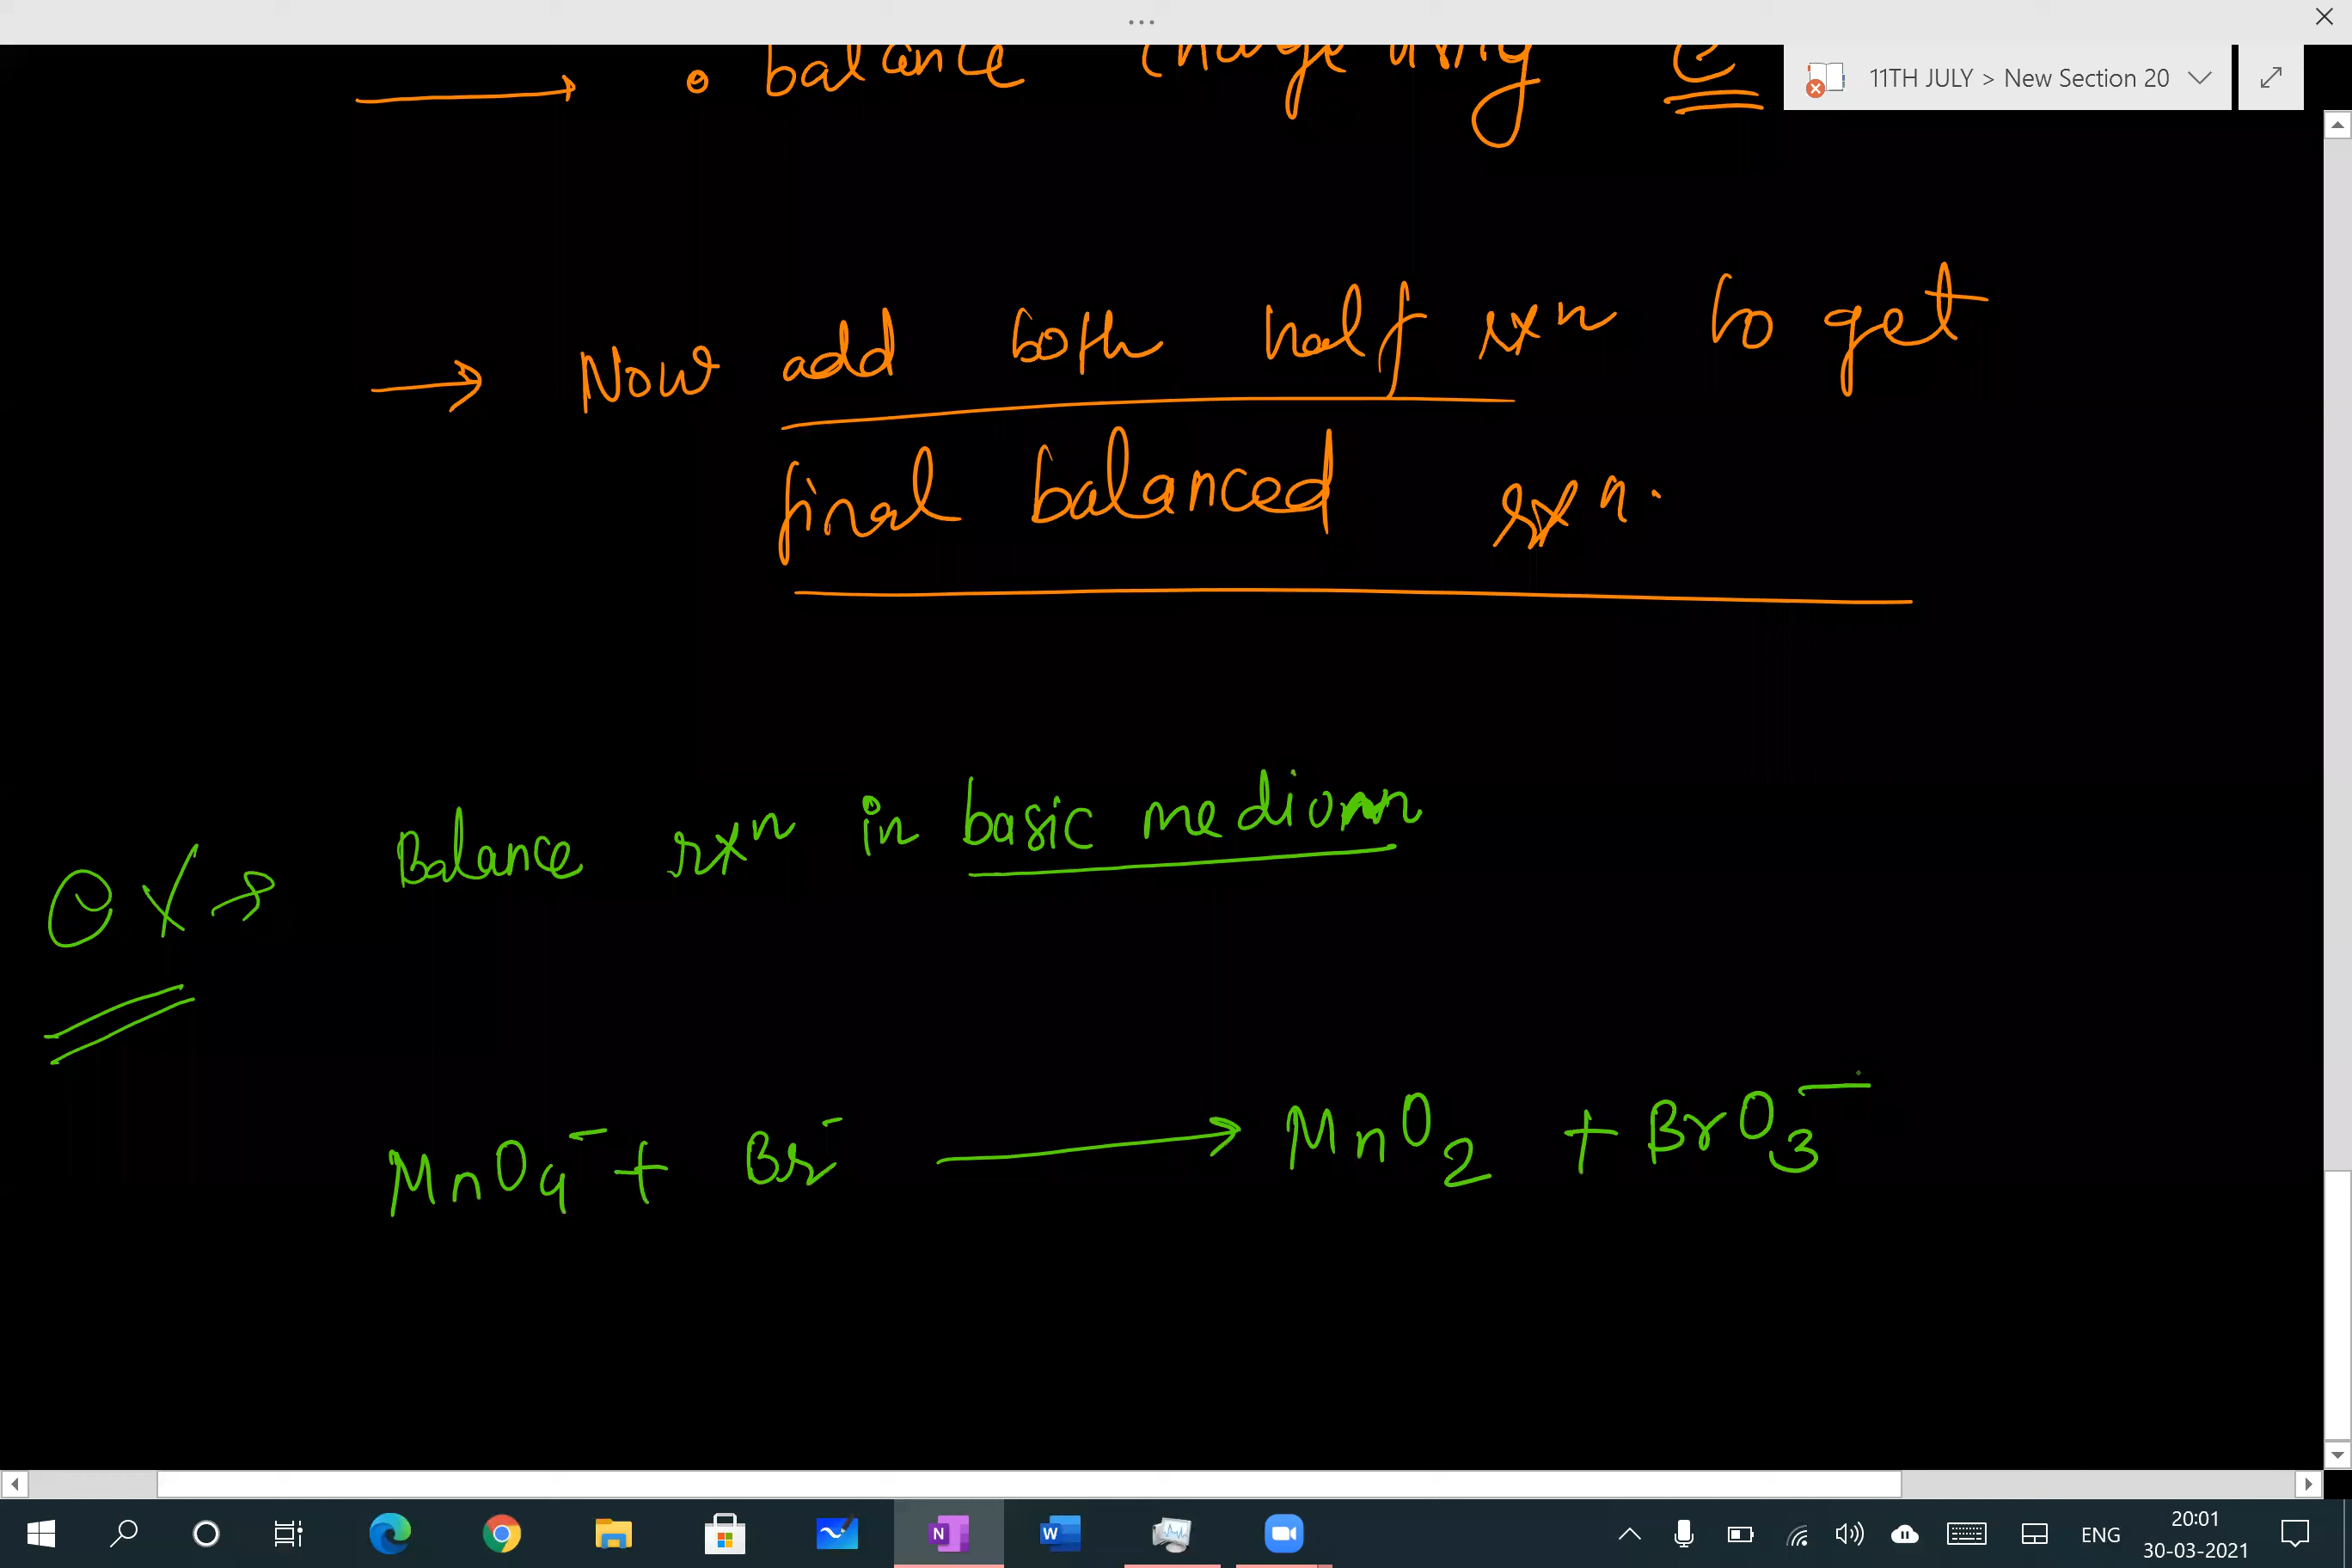 11TH JULY > New Section 20
• balance charge using e
→ Now add both half rxn to get
final balanced rxn.
ex → Balance rxn in basic medium
MnO4⁻ + Br⁻ → MnO2 + BrO3⁻
ENG
20:01
30-03-2021